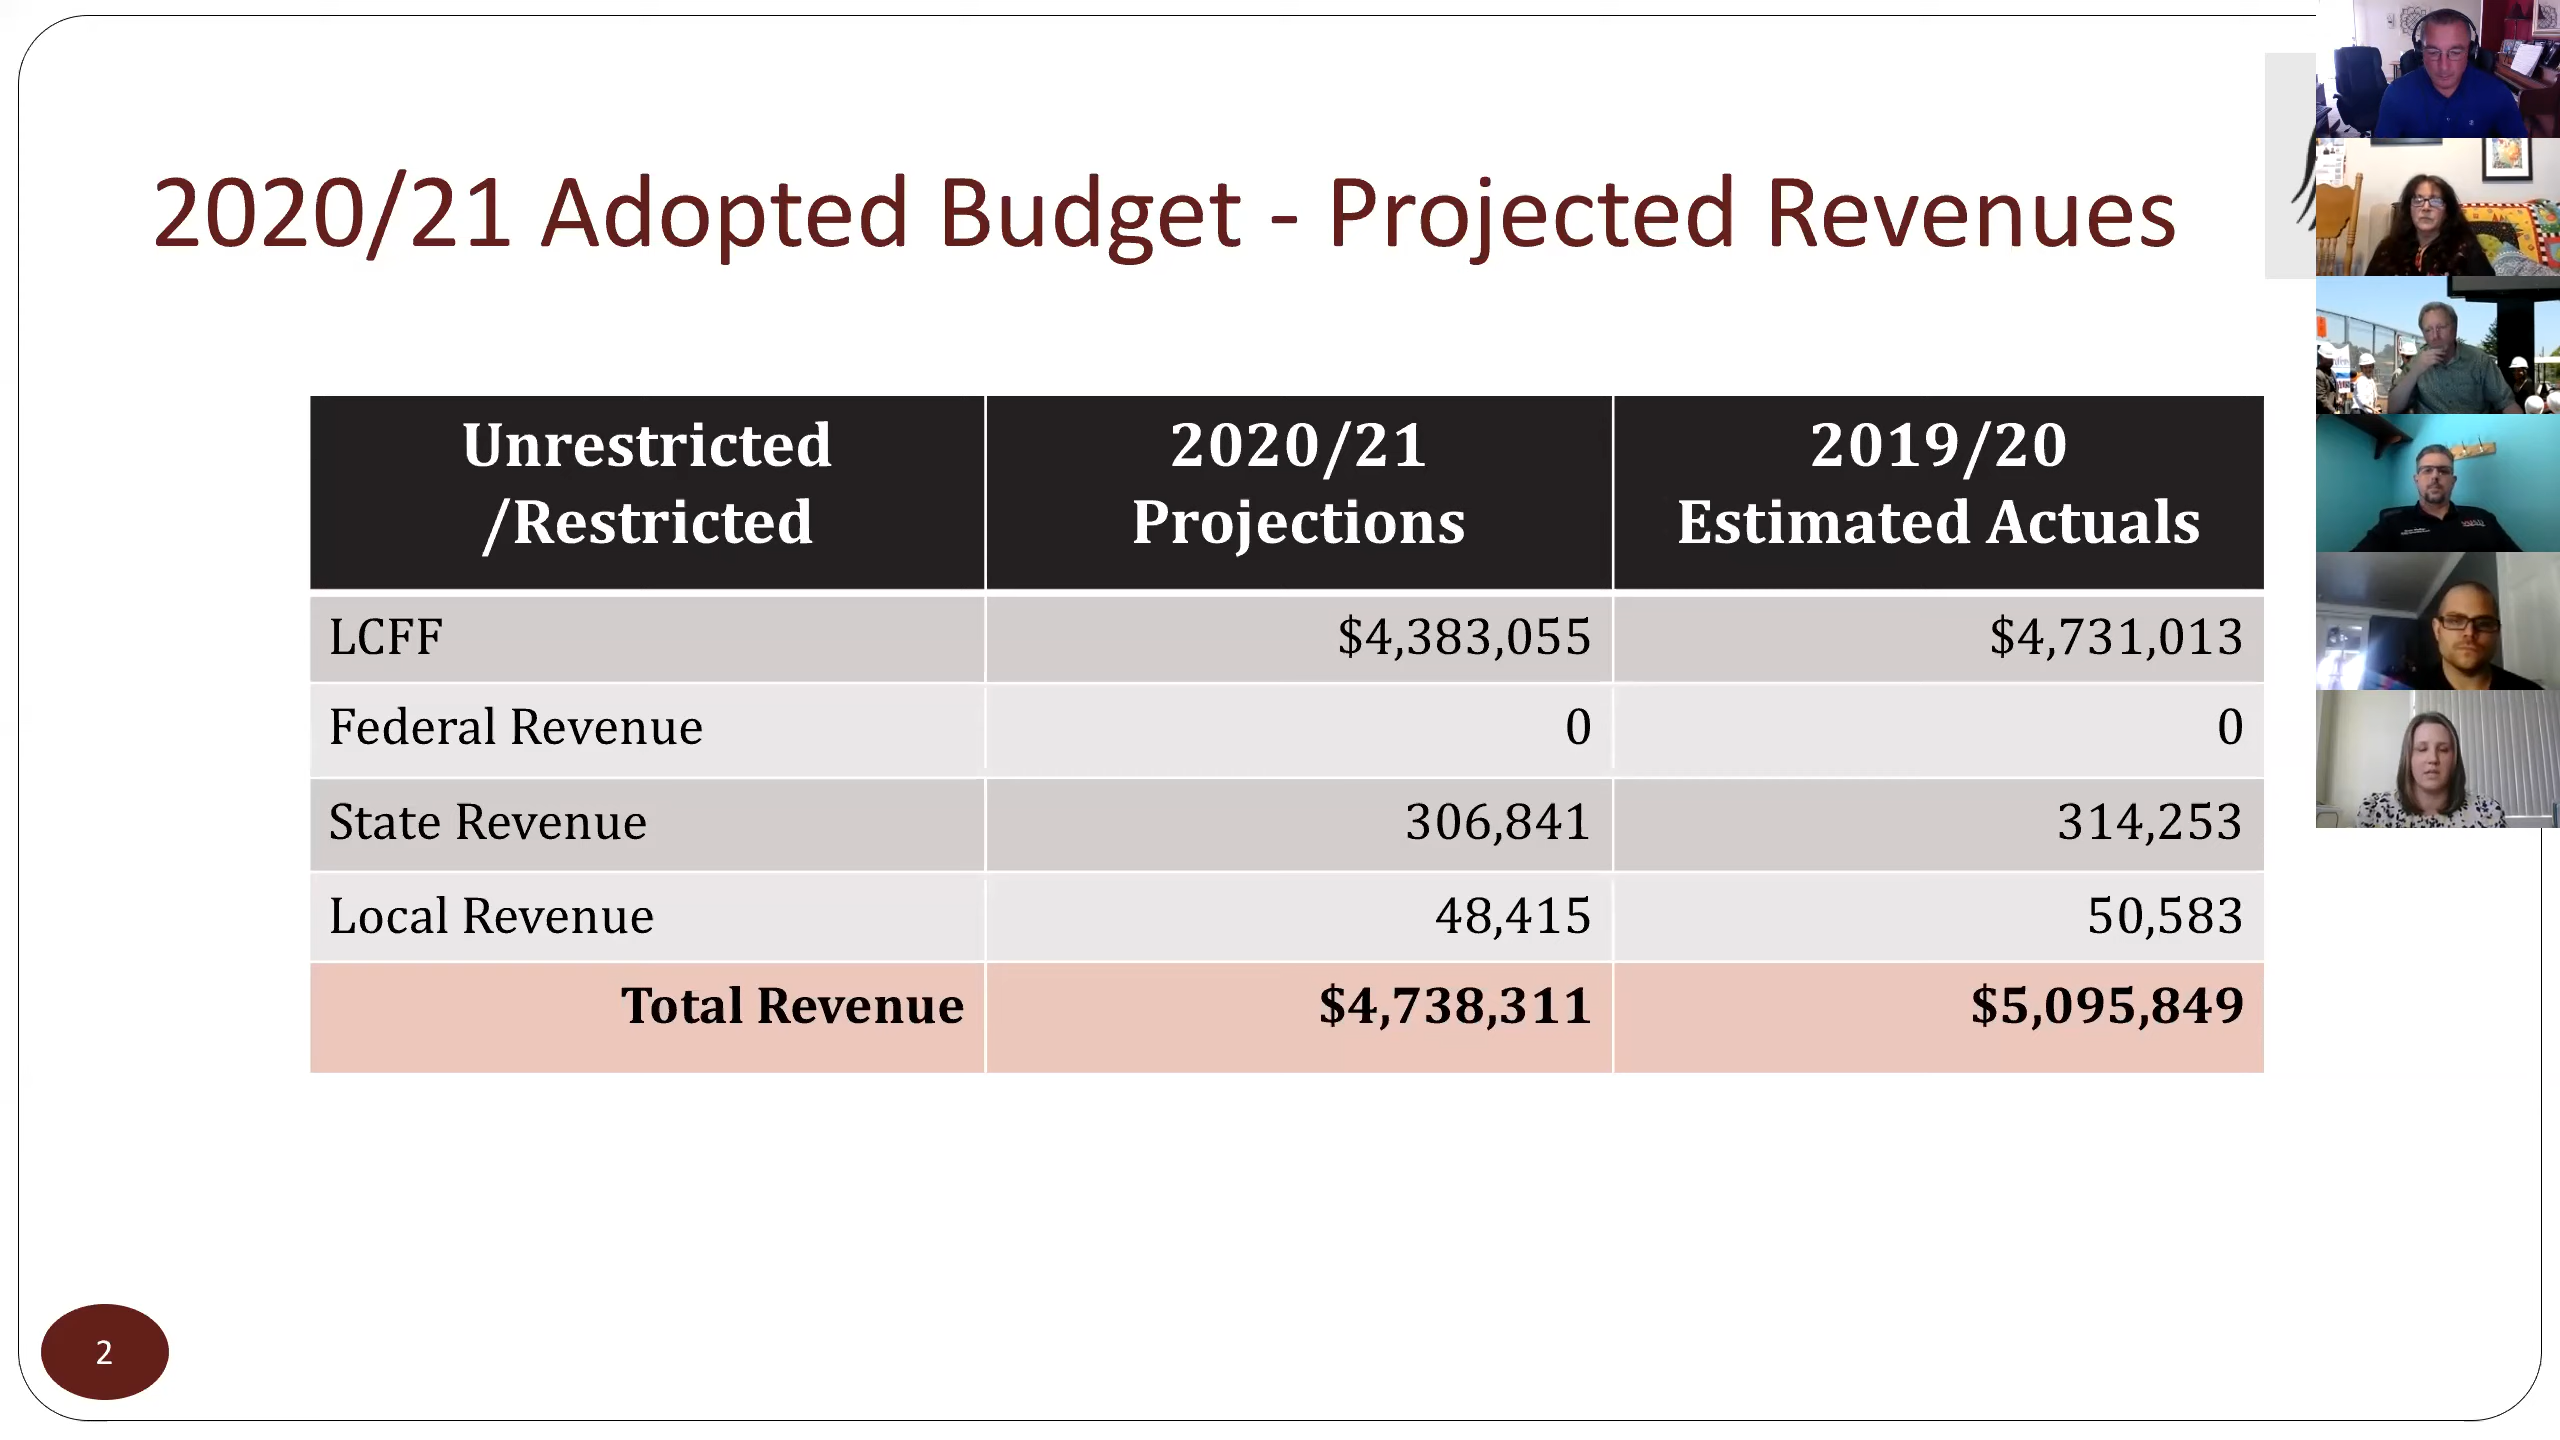 2020/21 Adopted Budget - Projected Revenues
Unrestricted
/Restricted
2020/21
Projections
2019/20
Estimated Actuals
LCFF
$4,383,055
$4,731,013
Federal Revenue
0
0
State Revenue
306,841
314,253
Local Revenue
48,415
50,583
Total Revenue
$4,738,311
$5,095,849
2